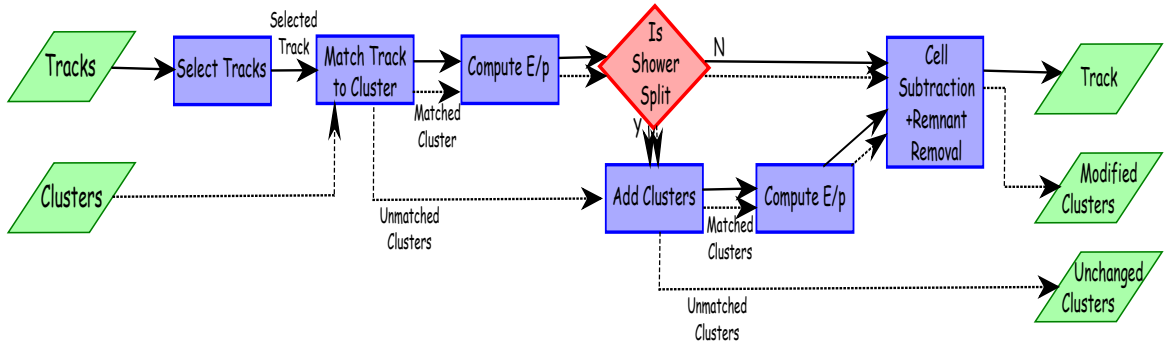 Tracks
Select Tracks
Selected
Track
Match Track
to Cluster
Compute E/p
Matched
Cluster
Is
Shower
Split
N
Y
Cell
Subtraction
+Remnant
Removal
Track
Clusters
Unmatched
Clusters
Add Clusters
Matched
Clusters
Compute E/p
Modified
Clusters
Unmatched
Clusters
Unchanged
Clusters